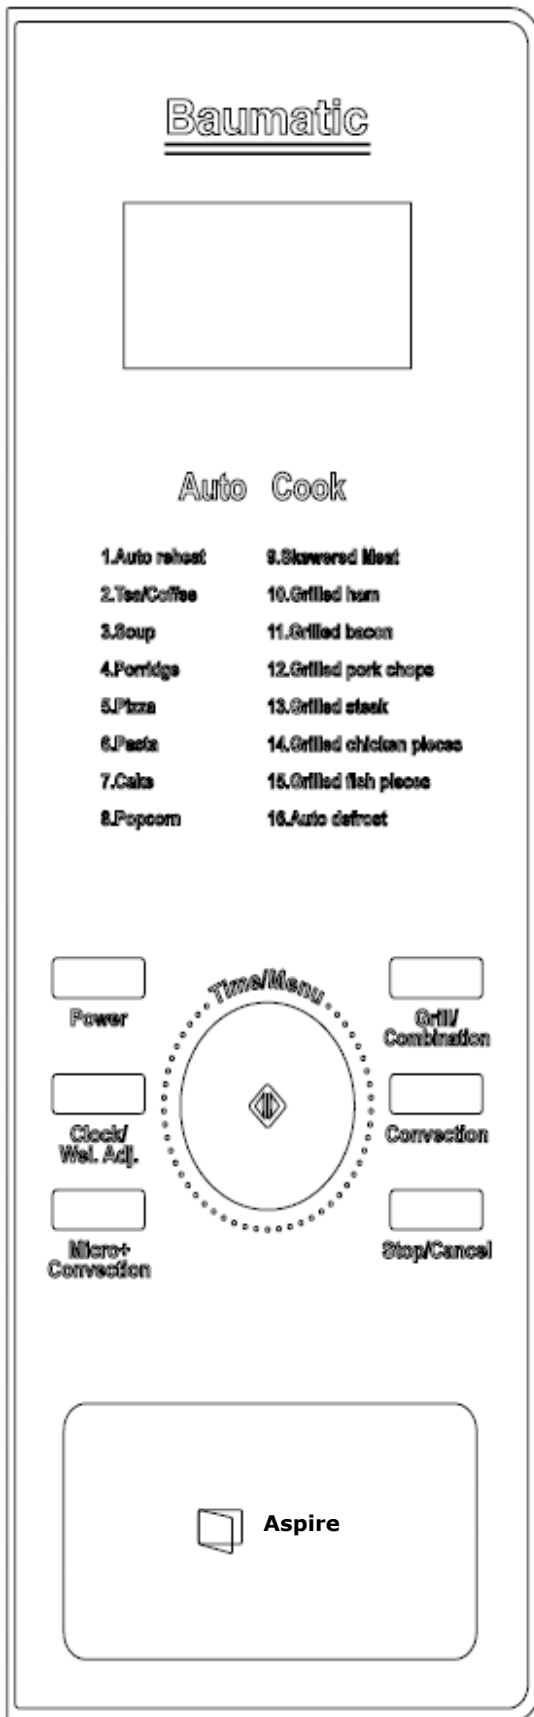 Baumatic
Auto Cook
1.Auto reheat
2.Tea/Coffee
3.Soup
4.Porridge
5.Pizza
6.Pasta
7.Cake
8.Popcorn
9.Skewered Meat
10.Grilled ham
11.Grilled bacon
12.Grilled pork chops
13.Grilled steak
14.Grilled chicken pieces
15.Grilled fish pieces
16.Auto defrost
Time/Menu
Power
Clock/
Wei. Adj.
Micro+
Convection
Grill/
Combination
Convection
Stop/Cancel
Aspire